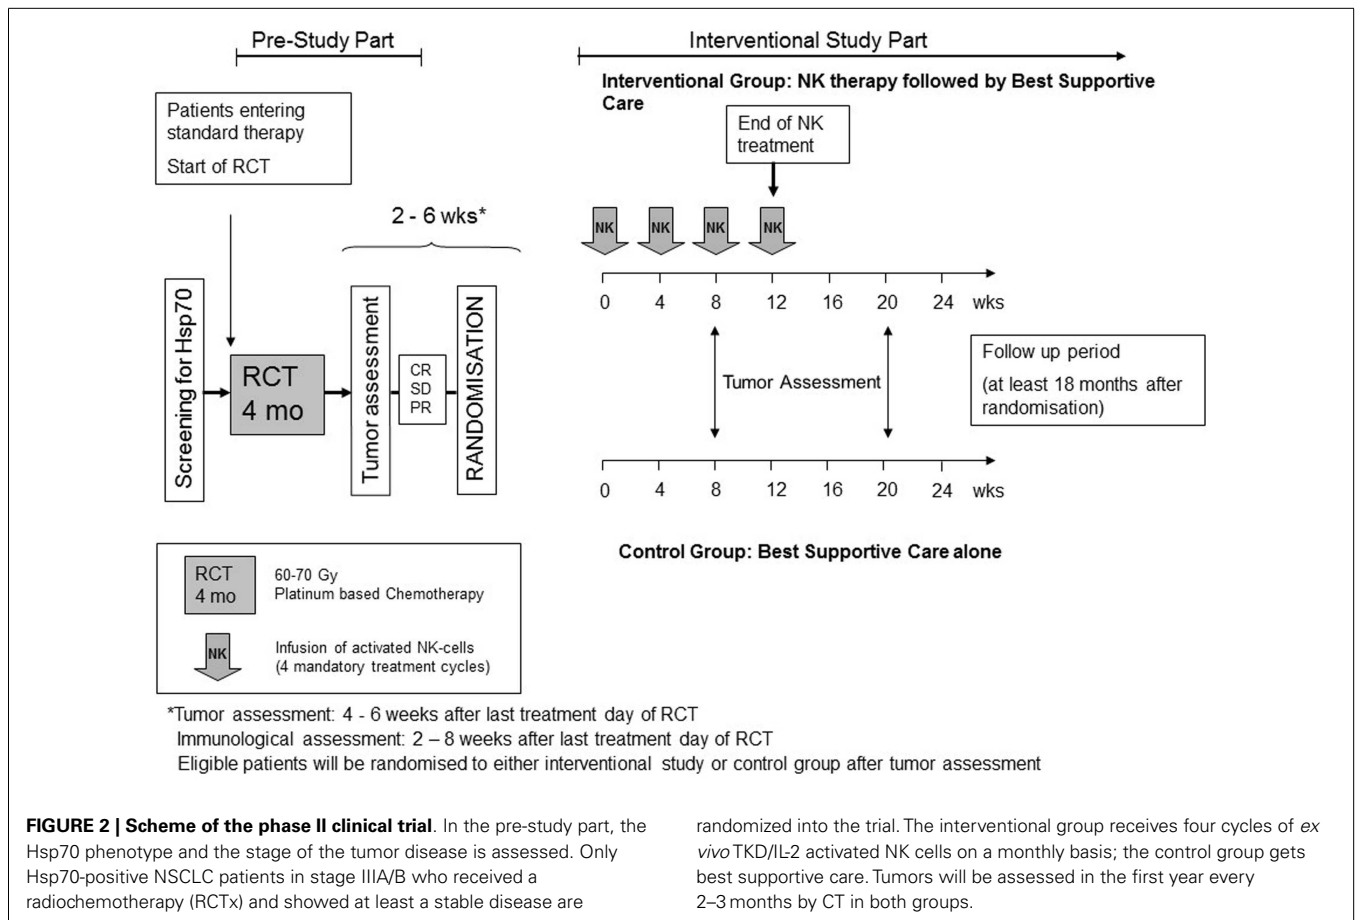 Pre-Study Part
Interventional Study Part
Interventional Group: NK therapy followed by Best Supportive
Care
Patients entering
standard therapy
Start of RCT
End of NK
treatment
2 - 6 wks*
NK
NK
NK
NK
0 4 8 12 16 20 24 wks
Screening for Hsp70
RCT
4 mo
Tumor assessment
CR
SD
PR
RANDOMISATION
Tumor Assessment
Follow up period
(at least 18 months after
randomisation)
0 4 8 12 16 20 24 wks
Control Group: Best Supportive Care alone
RCT
4 mo
60-70 Gy
Platinum based Chemotherapy
NK
Infusion of activated NK-cells
(4 mandatory treatment cycles)
*Tumor assessment: 4 - 6 weeks after last treatment day of RCT
Immunological assessment: 2 – 8 weeks after last treatment day of RCT
Eligible patients will be randomised to either interventional study or control group after tumor assessment
FIGURE 2 | Scheme of the phase II clinical trial. In the pre-study part, the
Hsp70 phenotype and the stage of the tumor disease is assessed. Only
Hsp70-positive NSCLC patients in stage IIIA/B who received a
radiochemotherapy (RCTx) and showed at least a stable disease are
randomized into the trial. The interventional group receives four cycles of ex
vivo TKD/IL-2 activated NK cells on a monthly basis; the control group gets
best supportive care. Tumors will be assessed in the first year every
2–3 months by CT in both groups.